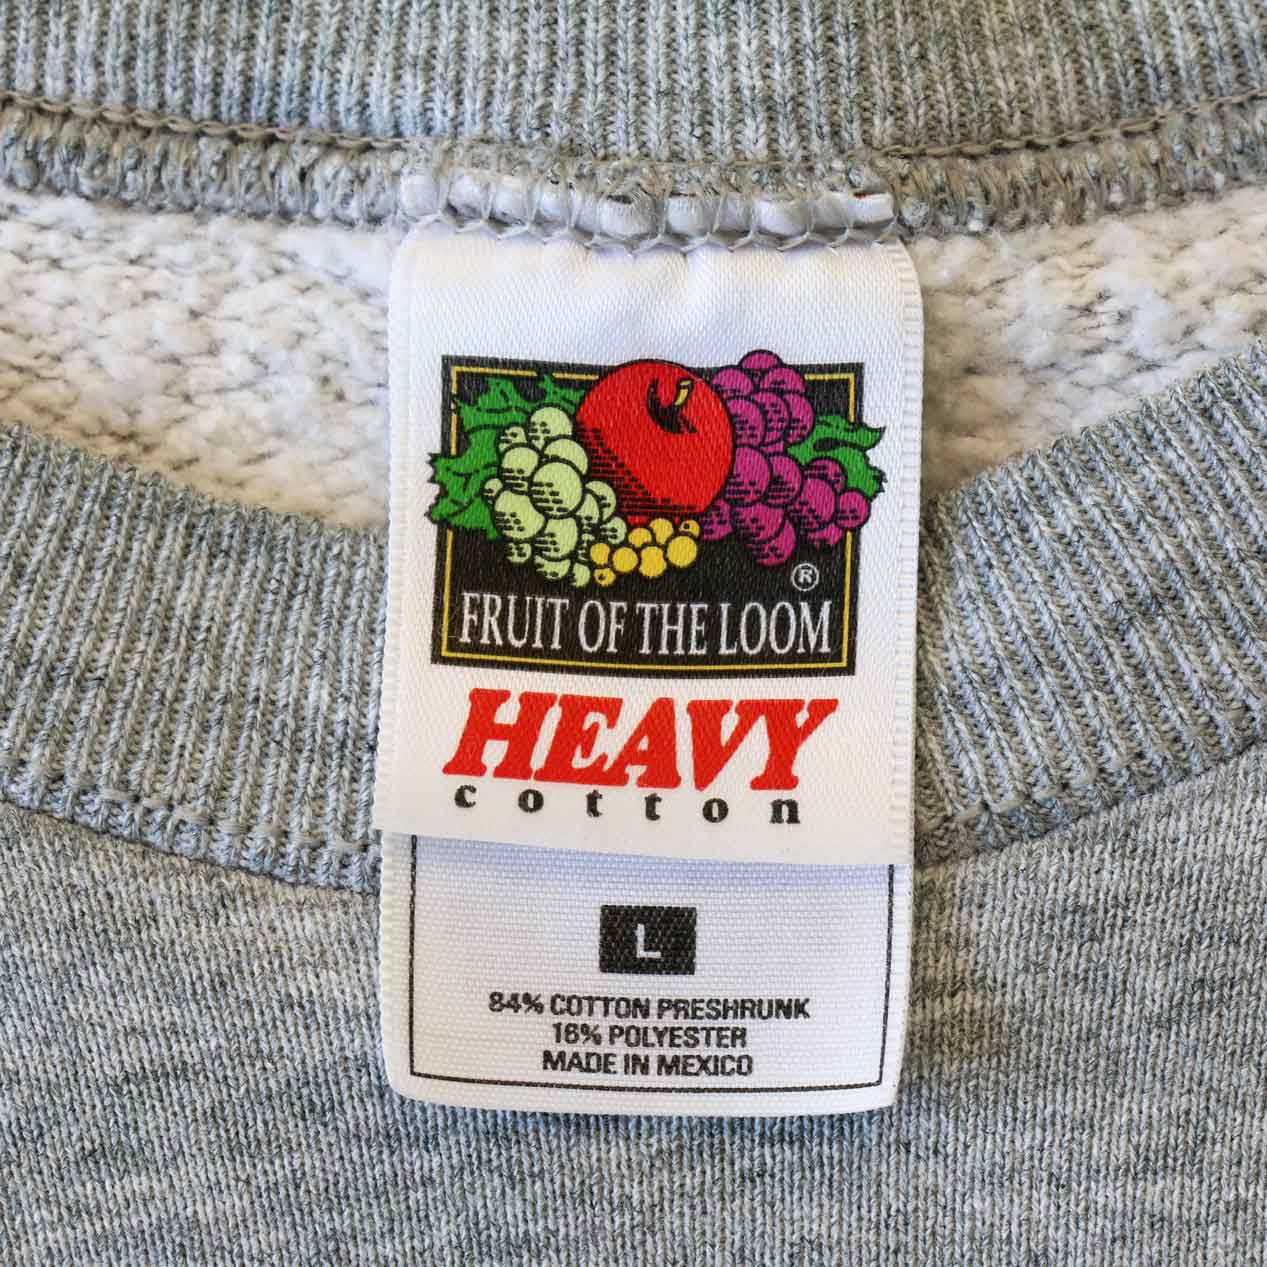 ®
FRUIT OF THE LOOM
HEAVY
cotton
L
84% COTTON PRESHRUNK
16% POLYESTER
MADE IN MEXICO